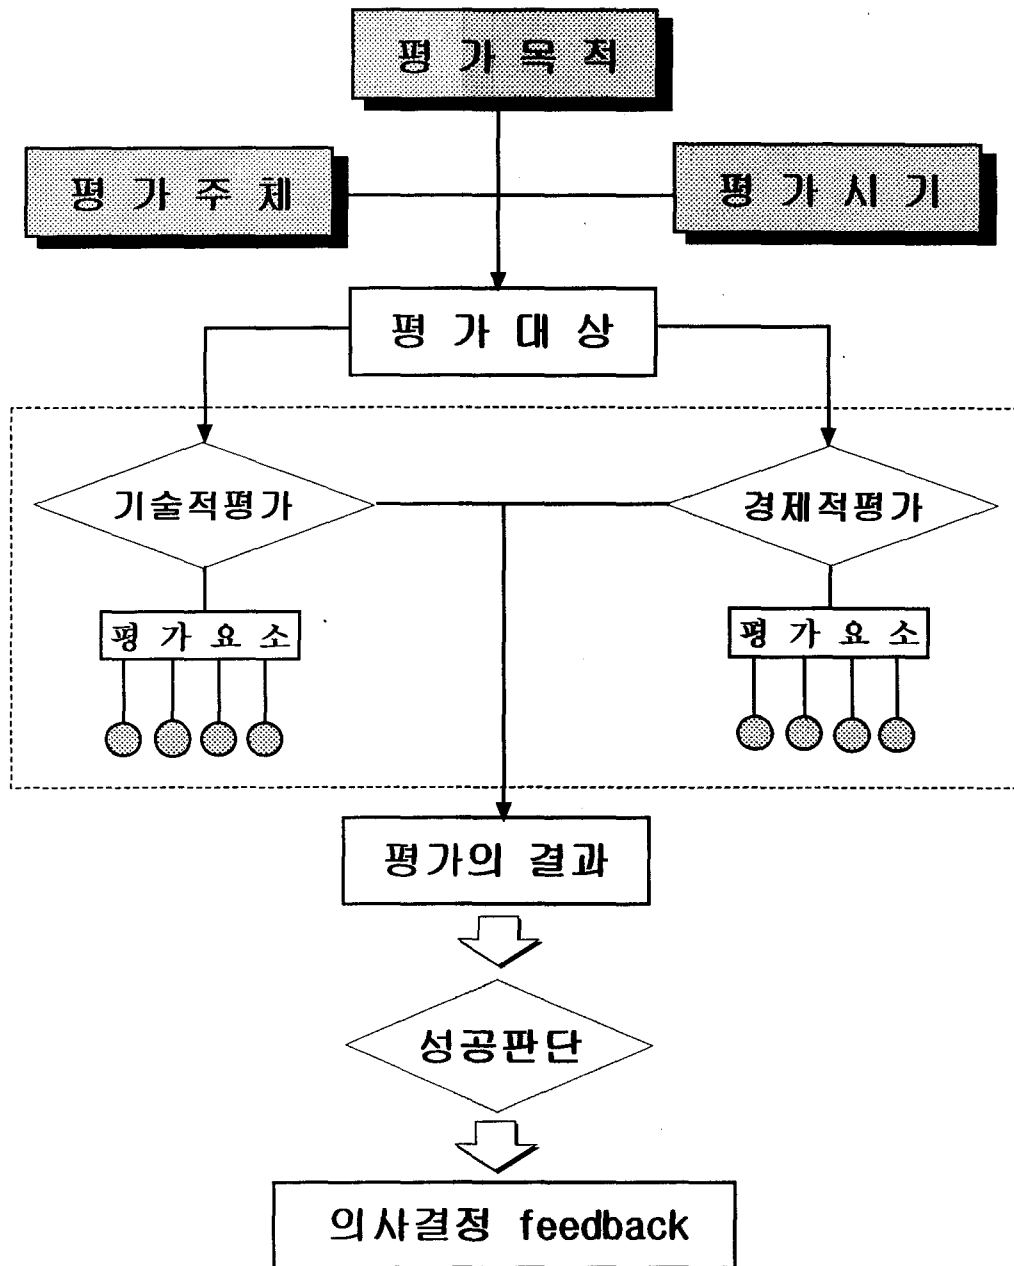 평 가 목 적
평 가 주 체
평 가 시 기
평 가 대 상
기술적평가
경제적평가
평 가 요 소
평 가 요 소
평가의 결과
성공판단
의사결정 feedback